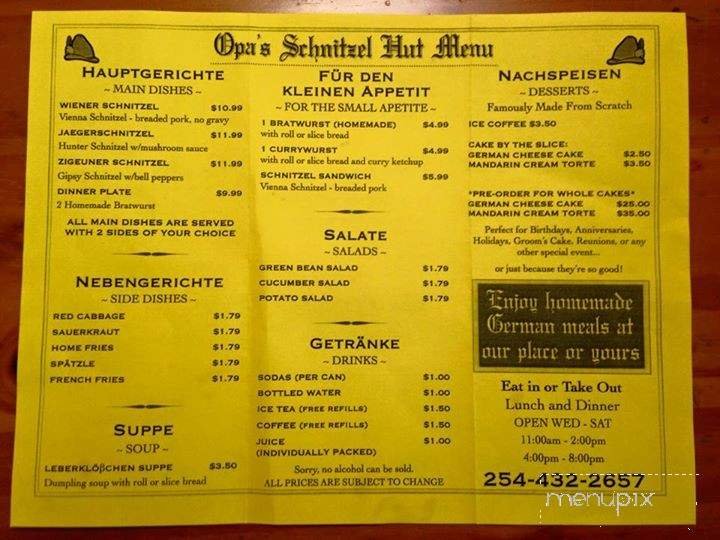 Opa's Schnitzel Hut Menu
HAUPTGERICHTE
~ MAIN DISHES ~
WIENER SCHNITZEL $10.99
Vienna Schnitzel - breaded pork, no gravy
JAEGERSCHNITZEL $11.99
Hunter Schnitzel w/mushroom sauce
ZIGEUNER SCHNITZEL $11.99
Gipsy Schnitzel w/bell peppers
DINNER PLATE $9.99
2 Homemade Bratwurst
ALL MAIN DISHES ARE SERVED
WITH 2 SIDES OF YOUR CHOICE
NEBENGERICHTE
~ SIDE DISHES ~
RED CABBAGE $1.79
SAUERKRAUT $1.79
HOME FRIES $1.79
SPÄTZLE $1.79
FRENCH FRIES $1.79
SUPPE
~ SOUP ~
LEBERKLÖßCHEN SUPPE $3.50
Dumpling soup with roll or slice bread
FÜR DEN
KLEINEN APPETIT
~ FOR THE SMALL APETITE ~
1 BRATWURST (HOMEMADE) $4.99
with roll or slice bread
1 CURRYWURST $4.99
with roll or slice bread and curry ketchup
SCHNITZEL SANDWICH $5.99
Vienna Schnitzel - breaded pork
SALATE
~ SALADS ~
GREEN BEAN SALAD $1.79
CUCUMBER SALAD $1.79
POTATO SALAD $1.79
GETRÄNKE
~ DRINKS ~
SODAS (PER CAN) $1.00
BOTTLED WATER $1.00
ICE TEA (FREE REFILLS) $1.50
COFFEE (FREE REFILLS) $1.50
JUICE $1.00
(INDIVIDUALLY PACKED)
Sorry, no alcohol can be sold.
ALL PRICES ARE SUBJECT TO CHANGE
NACHSPEISEN
~ DESSERTS ~
Famously Made From Scratch
ICE COFFEE $3.50
CAKE BY THE SLICE:
GERMAN CHEESE CAKE $2.50
MANDARIN CREAM TORTE $3.50
*PRE-ORDER FOR WHOLE CAKES*
GERMAN CHEESE CAKE $25.00
MANDARIN CREAM TORTE $35.00
Perfect for Birthdays, Anniversaries,
Holidays, Groom's Cake, Reunions, or any
other special event...
or just because they're so good!
Enjoy homemade
German meals at
our place or yours
Eat in or Take Out
Lunch and Dinner
OPEN WED - SAT
11:00am - 2:00pm
4:00pm - 8:00pm
254-432-2657
menupix